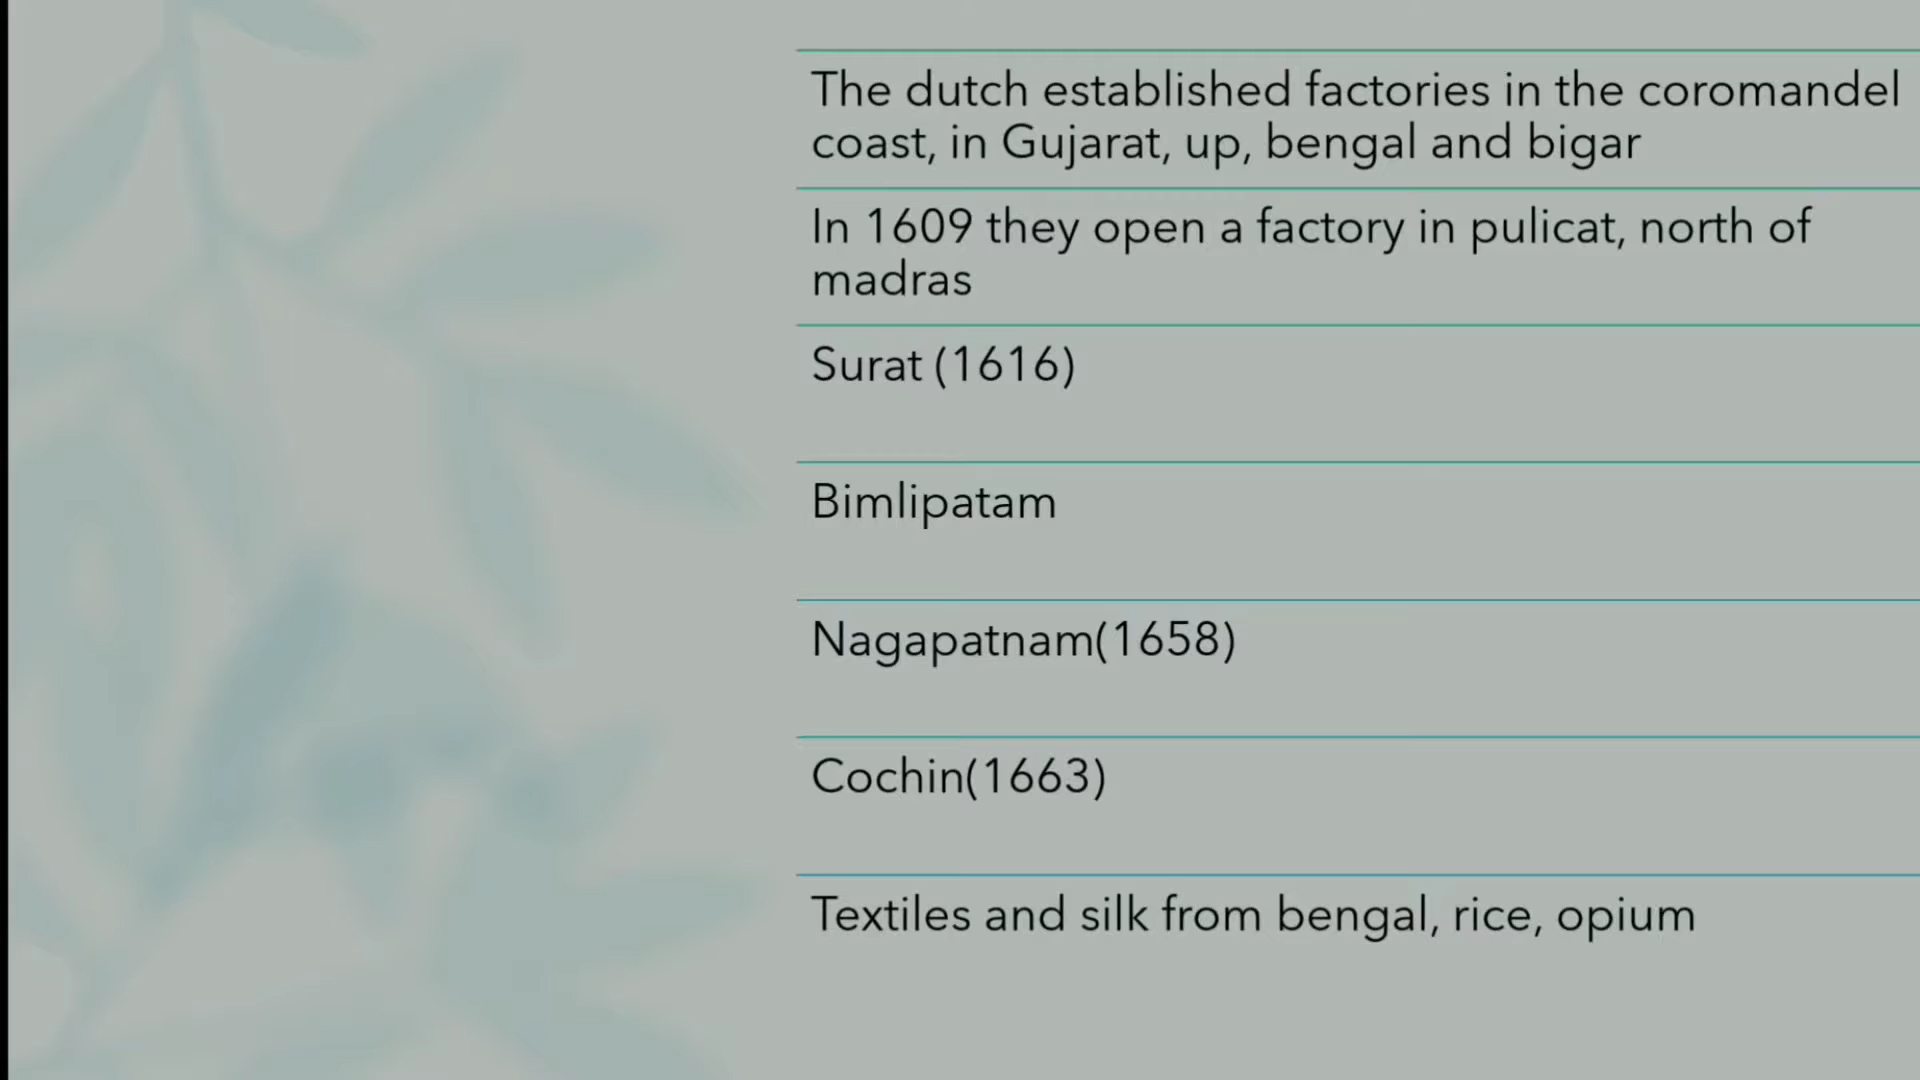 The dutch established factories in the coromandel
coast, in Gujarat, up, bengal and bigar
In 1609 they open a factory in pulicat, north of
madras
Surat (1616)
Bimlipatam
Nagapatnam(1658)
Cochin(1663)
Textiles and silk from bengal, rice, opium